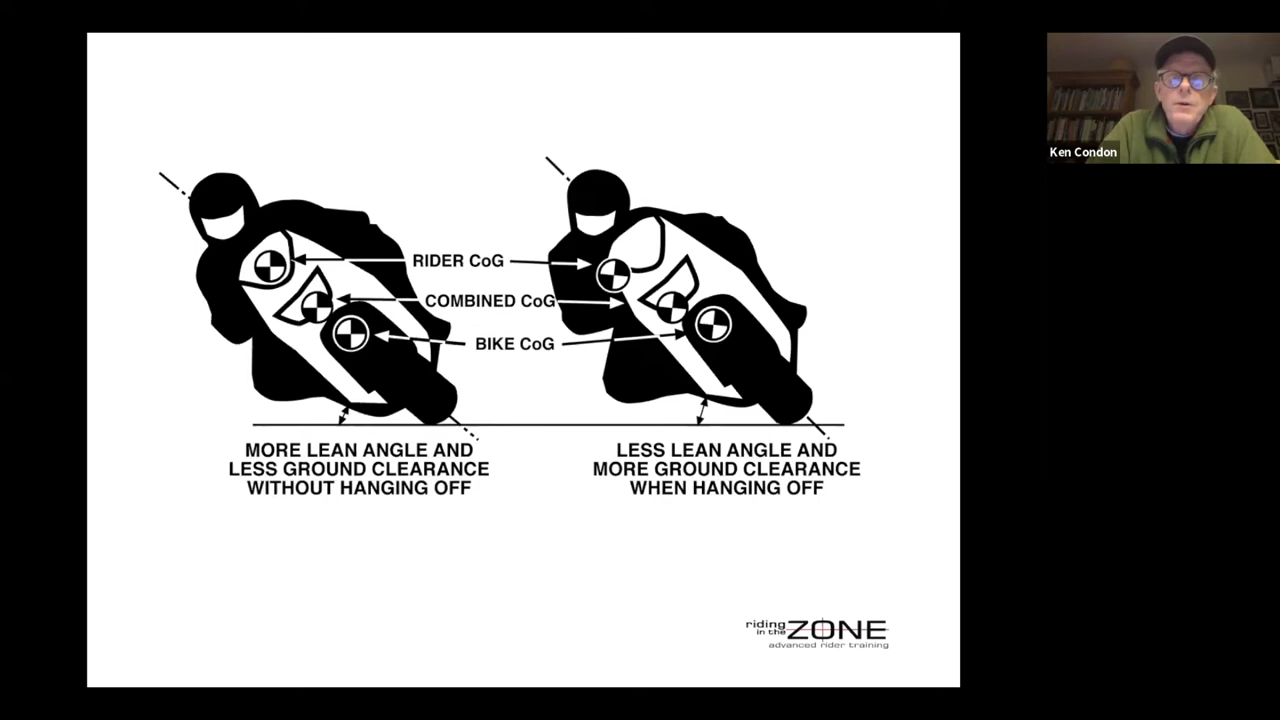 Ken Condon
RIDER CoG
COMBINED CoG
BIKE CoG
MORE LEAN ANGLE AND
LESS GROUND CLEARANCE
WITHOUT HANGING OFF
LESS LEAN ANGLE AND
MORE GROUND CLEARANCE
WHEN HANGING OFF
riding
in the ZONE
advanced rider training